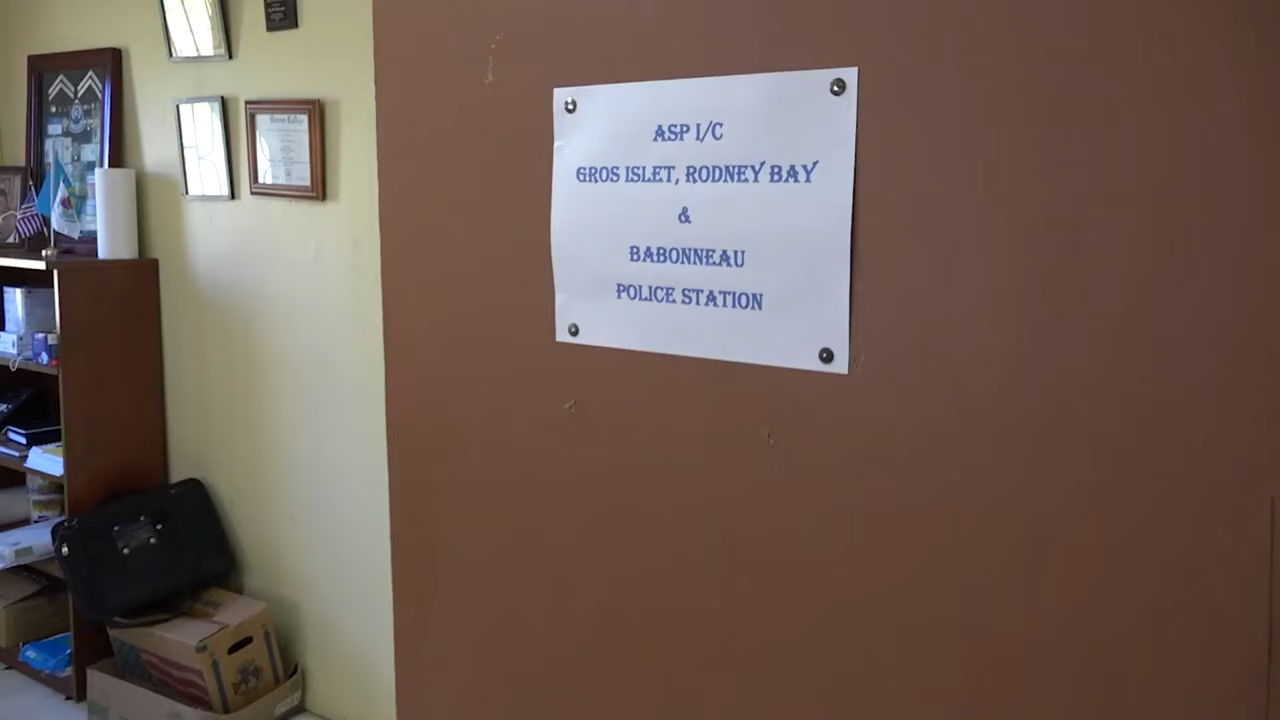 ASP I/C
GROS ISLET, RODNEY BAY
&
BABONNEAU
POLICE STATION